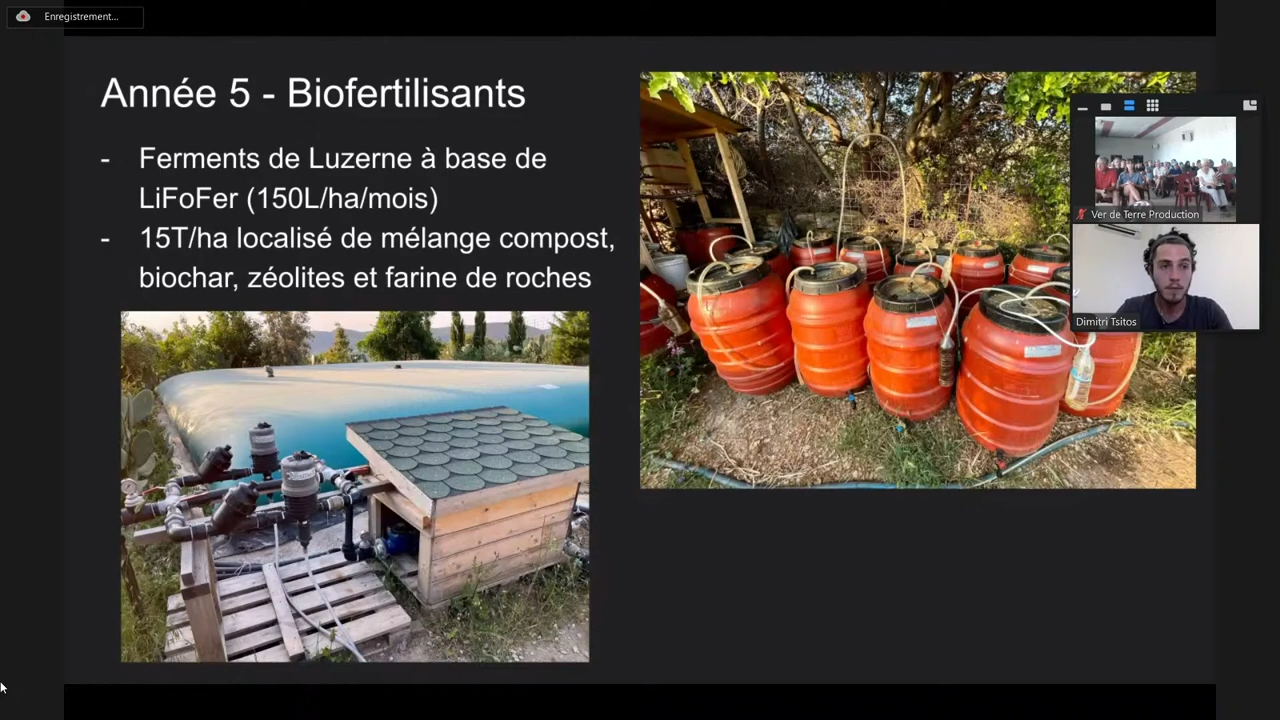 Enregistrement...
Année 5 - Biofertilisants
- Ferments de Luzerne à base de
LiFoFer (150L/ha/mois)
- 15T/ha localisé de mélange compost,
biochar, zéolites et farine de roches
Ver de Terre Production
Dimitri Tsitos